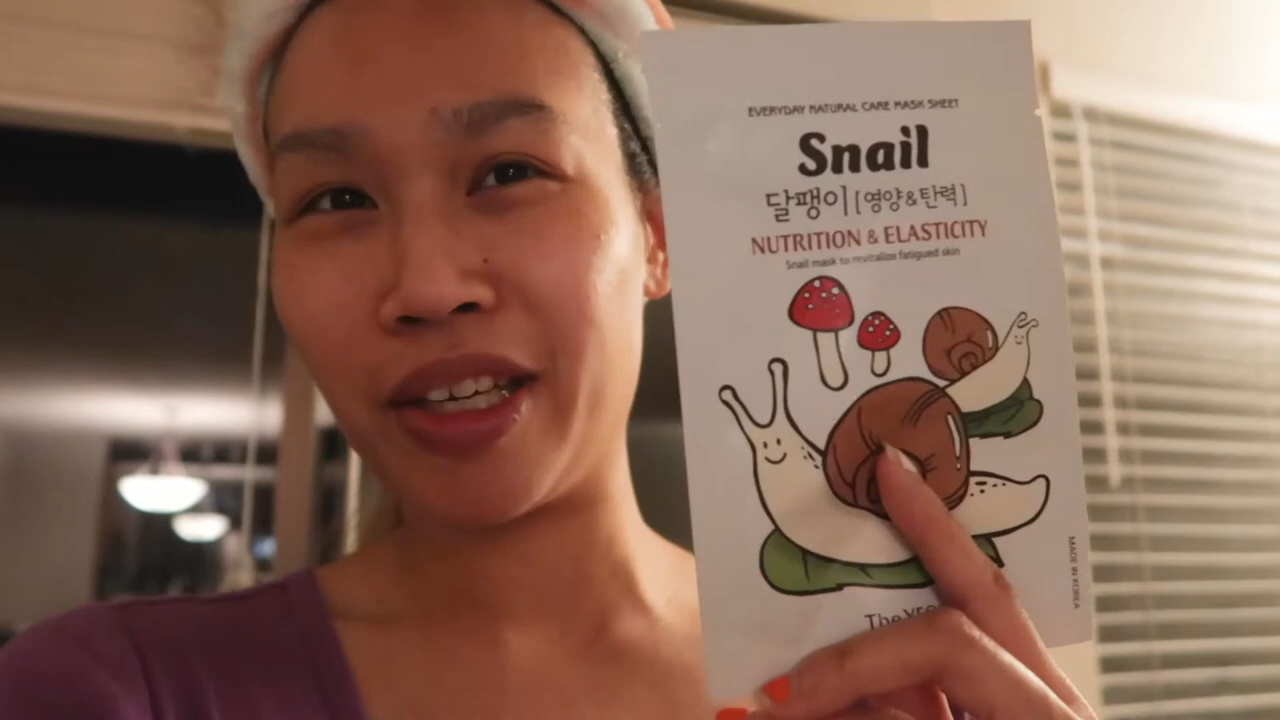 EVERYDAY NATURAL CARE MASK SHEET
Snail
달팽이 [영양&탄력]
NUTRITION & ELASTICITY
Snail mask to revitalize fatigued skin
MADE IN KOREA
The